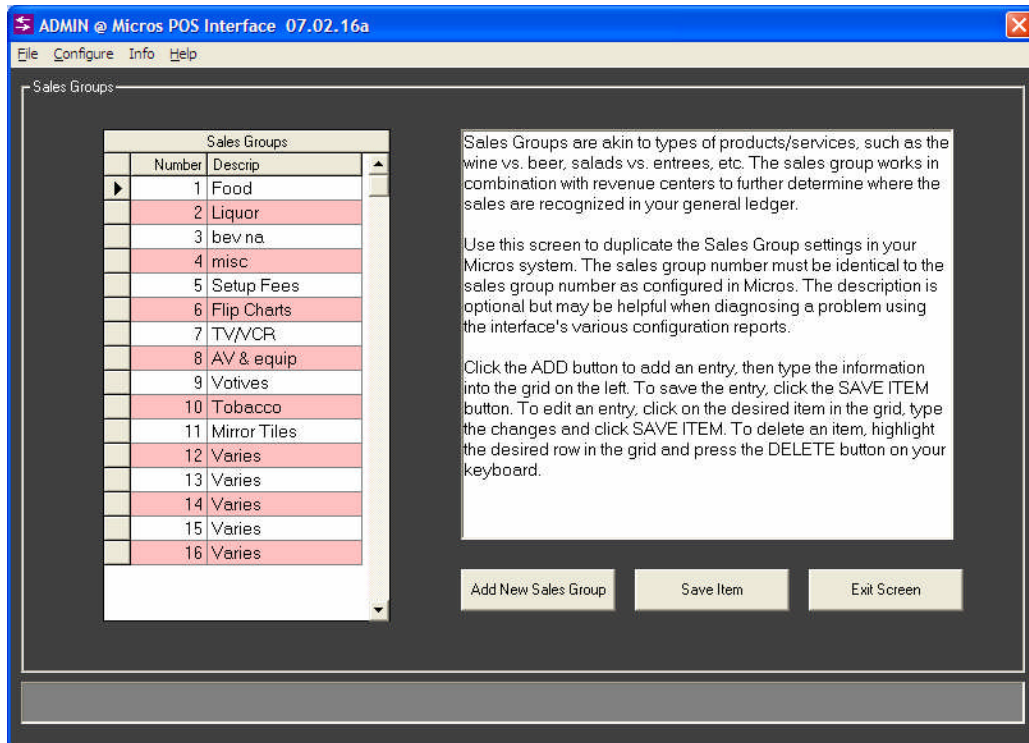 ADMIN @ Micros POS Interface 07.02.16a
File Configure Info Help
Sales Groups
Sales Groups
Number Descrip
1 Food
2 Liquor
3 bev na
4 misc
5 Setup Fees
6 Flip Charts
7 TV/VCR
8 AV & equip
9 Votives
10 Tobacco
11 Mirror Tiles
12 Varies
13 Varies
14 Varies
15 Varies
16 Varies
Sales Groups are akin to types of products/services, such as the
wine vs. beer, salads vs. entrees, etc. The sales group works in
combination with revenue centers to further determine where the
sales are recognized in your general ledger.
Use this screen to duplicate the Sales Group settings in your
Micros system. The sales group number must be identical to the
sales group number as configured in Micros. The description is
optional but may be helpful when diagnosing a problem using
the interface's various configuration reports.
Click the ADD button to add an entry, then type the information
into the grid on the left. To save the entry, click the SAVE ITEM
button. To edit an entry, click on the desired item in the grid, type
the changes and click SAVE ITEM. To delete an item, highlight
the desired row in the grid and press the DELETE button on your
keyboard.
Add New Sales Group Save Item Exit Screen